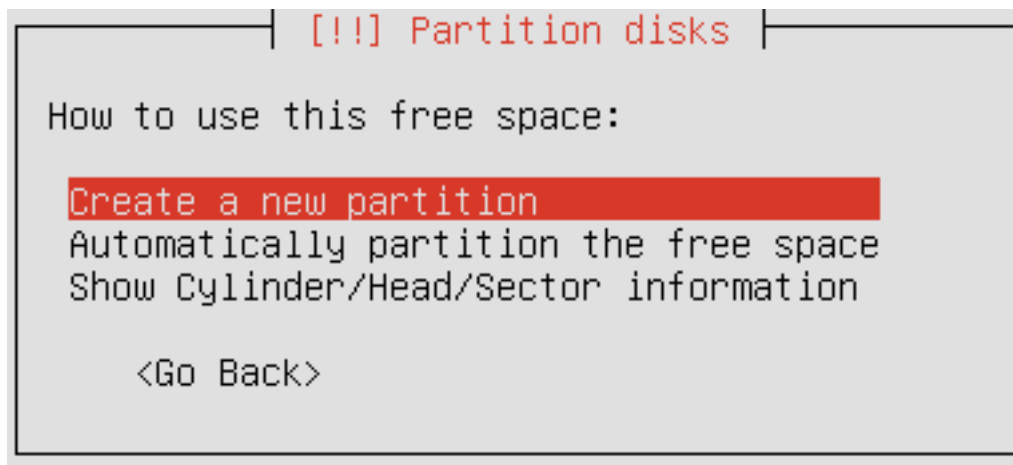 [!!] Partition disks
How to use this free space:
Create a new partition
Automatically partition the free space
Show Cylinder/Head/Sector information
<Go Back>